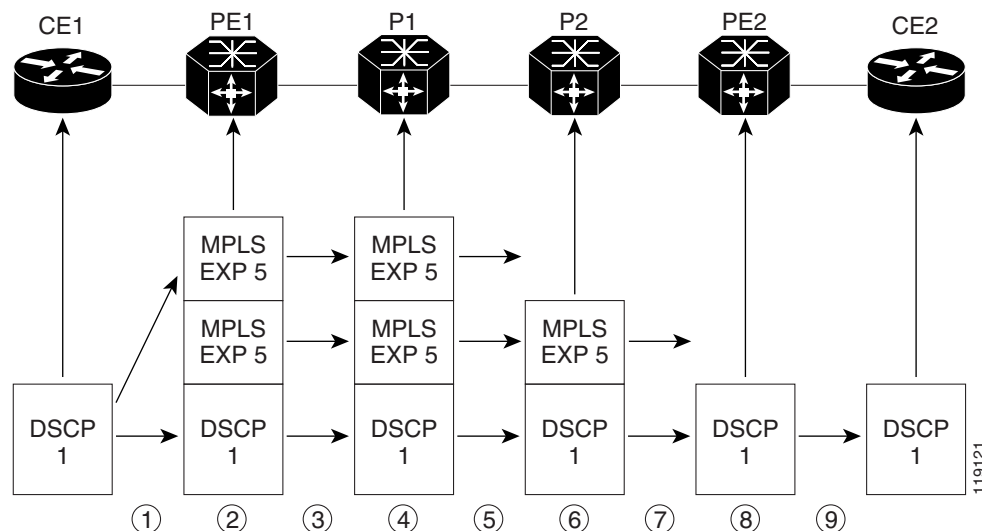 CE1 PE1 P1 P2 PE2 CE2
MPLS EXP 5 MPLS EXP 5
MPLS EXP 5 MPLS EXP 5 MPLS EXP 5
DSCP 1 DSCP 1 DSCP 1 DSCP 1 DSCP 1 DSCP 1
119121
1 2 3 4 5 6 7 8 9